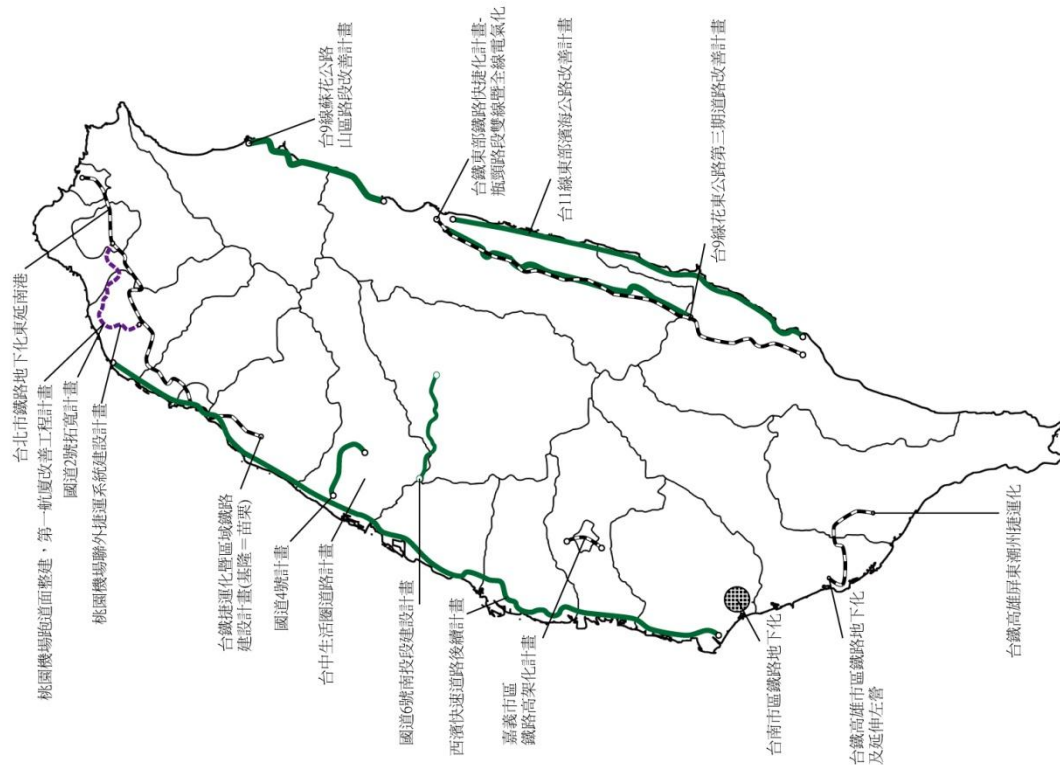 台北市鐵路地下化東延南港
桃園機場跑道面整建，第一航廈改善工程計畫
國道2號拓寬計畫
桃園機場聯外捷運系統建設計畫
台鐵捷運化暨區域鐵路
建設計畫(基隆＝苗栗)
國道4號計畫
台中生活圈道路計畫
國道6號南投段建設計畫
西濱快速道路後續計畫
嘉義市區
鐵路高架化計畫
台南市區鐵路地下化
台鐵高雄市區鐵路地下化
及延伸左營
台鐵高雄屏東潮州捷運化
台9線蘇花公路
山區路段改善計畫
台鐵東部鐵路快捷化計畫-
瓶頸路段雙線暨全線電氣化
台11線東部濱海公路改善計畫
台9線花東公路第三期道路改善計畫